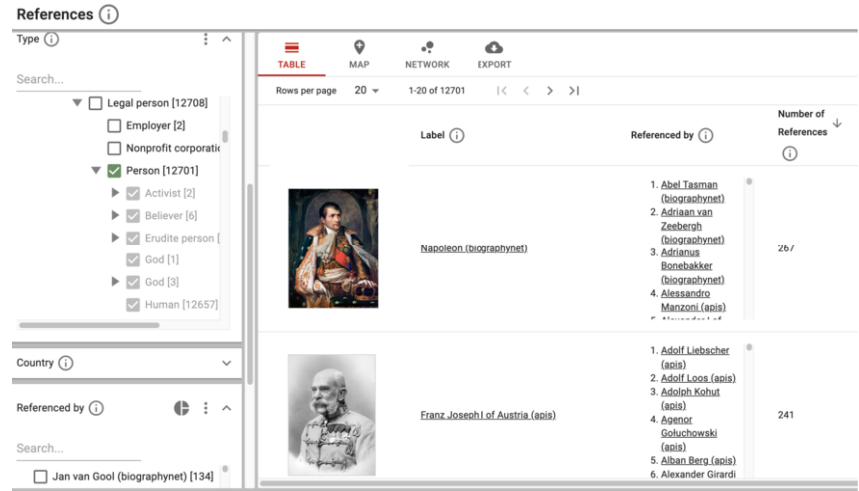 References
Type
Search...
Legal person [12708]
Employer [2]
Nonprofit corporatio
Person [12701]
Activist [2]
Believer [6]
Erudite person [
God [1]
God [3]
Human [12657]
Country
Referenced by
Search...
Jan van Gool (biographynet) [134]
TABLE
MAP
NETWORK
EXPORT
Rows per page 20 1-20 of 12701
Label
Referenced by
Number of
References
Napoleon (biographynet)
1. Abel Tasman
(biographynet)
2. Adriaan van
Zeebergh
(biographynet)
3. Adrianus
Bonebakker
(biographynet)
4. Alessandro
Manzoni (apis)
267
Franz Joseph I of Austria (apis)
1. Adolf Liebscher
(apis)
2. Adolf Loos (apis)
3. Adolph Kohut
(apis)
4. Agenor
Gołuchowski
(apis)
5. Alban Berg (apis)
6. Alexander Girardi
241